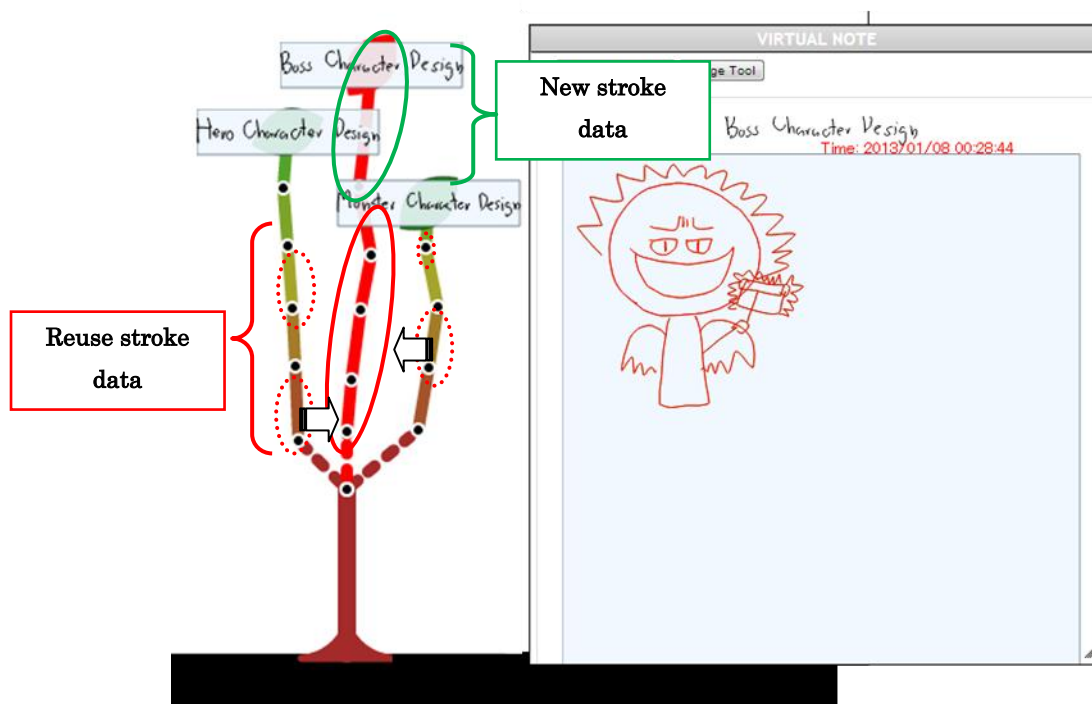 VIRTUAL NOTE
ge Tool
Boss Character Design
Time: 2013/01/08 00:28:44
New stroke
data
Boss Character Design
Hero Character Design
Monster Character Design
Reuse stroke
data